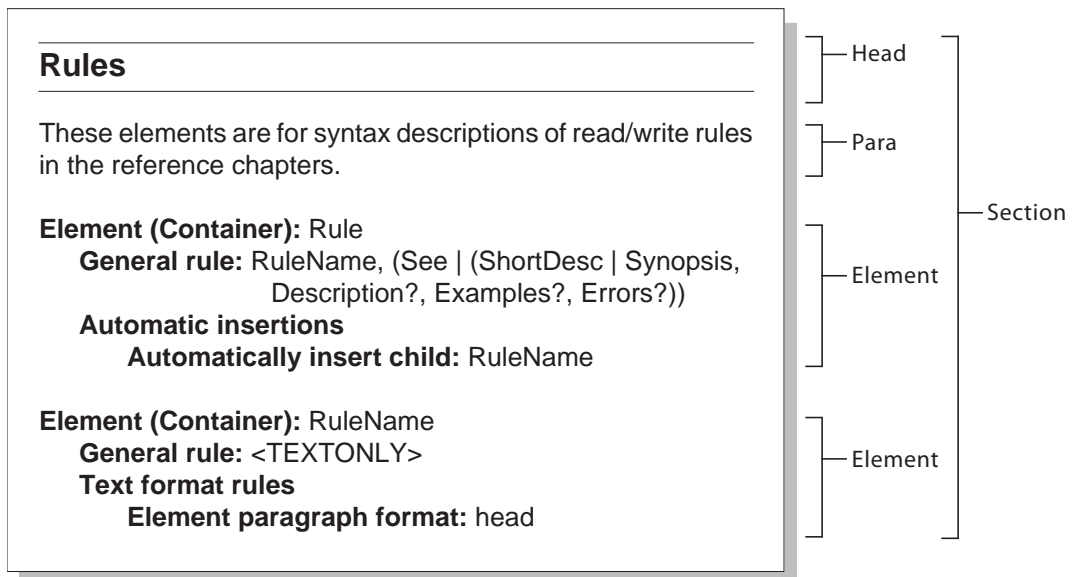 Rules
These elements are for syntax descriptions of read/write rules
in the reference chapters.
Element (Container): Rule
General rule: RuleName, (See | (ShortDesc | Synopsis,
Description?, Examples?, Errors?))
Automatic insertions
Automatically insert child: RuleName
Element (Container): RuleName
General rule: <TEXTONLY>
Text format rules
Element paragraph format: head
Head
Para
Section
Element
Element